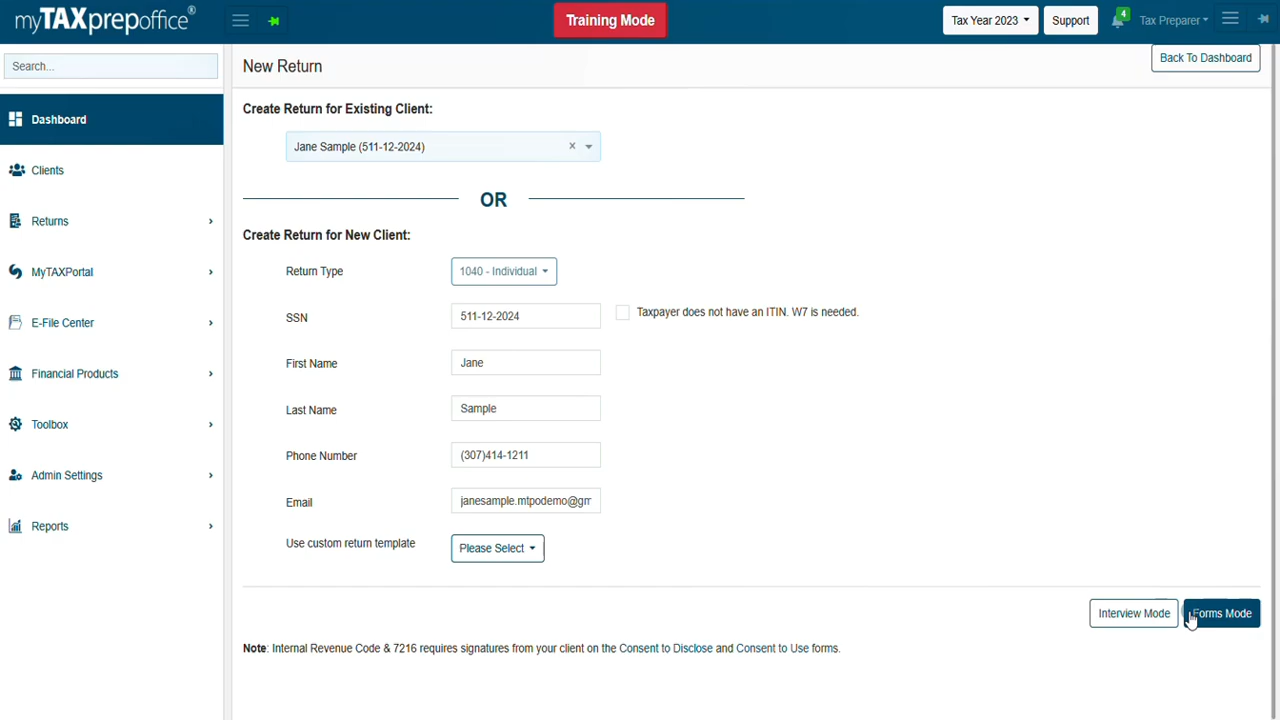 myTAXprepoffice®
Training Mode
Tax Year 2023
Support
4
Tax Preparer
Search...
New Return
Back To Dashboard
Dashboard
Clients
Returns
MyTAXPortal
E-File Center
Financial Products
Toolbox
Admin Settings
Reports
Create Return for Existing Client:
Jane Sample (511-12-2024)
OR
Create Return for New Client:
Return Type
1040 - Individual
SSN
511-12-2024
Taxpayer does not have an ITIN. W7 is needed.
First Name
Jane
Last Name
Sample
Phone Number
(307)414-1211
Email
janesample.mtpodemo@gm
Use custom return template
Please Select
Interview Mode
Forms Mode
Note: Internal Revenue Code & 7216 requires signatures from your client on the Consent to Disclose and Consent to Use forms.